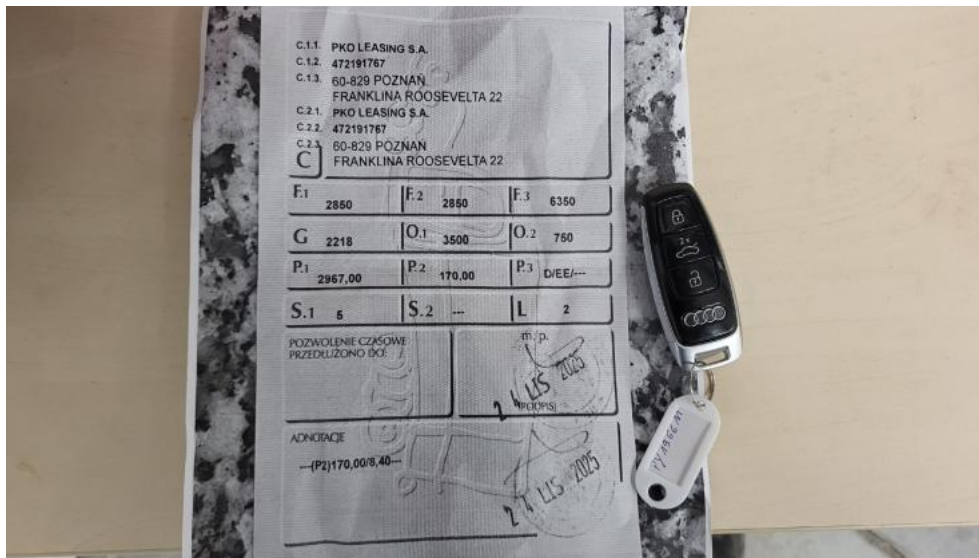 C.1.1. PKO LEASING S.A.
C.1.2. 472191767
C.1.3. 60-829 POZNAŃ
FRANKLINA ROOSEVELTA 22
C.2.1. PKO LEASING S.A.
C.2.2. 472191767
C.2.3. 60-829 POZNAŃ
C FRANKLINA ROOSEVELTA 22
F.1 2850 F.2 2850 F.3 6350
G 2218 O.1 3500 O.2 750
P.1 2967,00 P.2 170,00 P.3 D/EE/---
S.1 5 S.2 --- L 2
POZWOLENIE CZASOWE
PRZEDŁUŻONO DO:
m. p.
24 LIS 2025
(PODPIS)
ADNOTACJE
---(P2)170,00/8,40---
24 LIS 2025